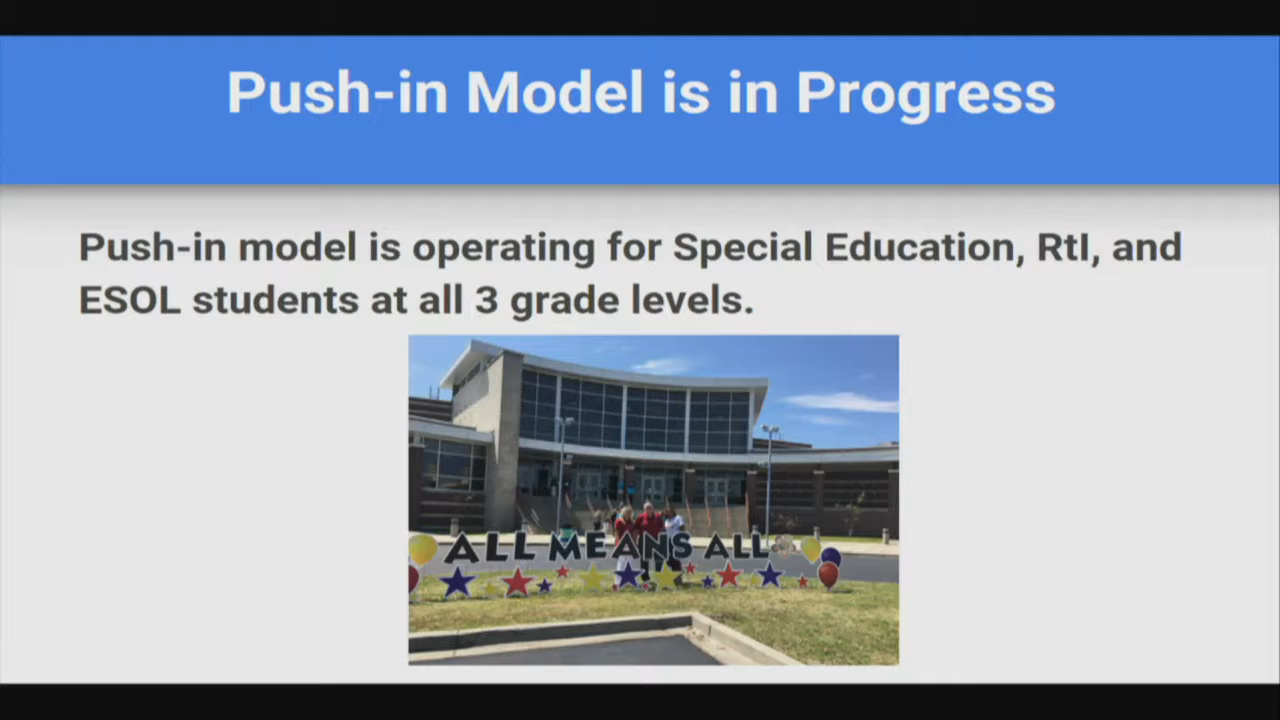 Push-in Model is in Progress
Push-in model is operating for Special Education, RtI, and
ESOL students at all 3 grade levels.
ALL MEANS ALL